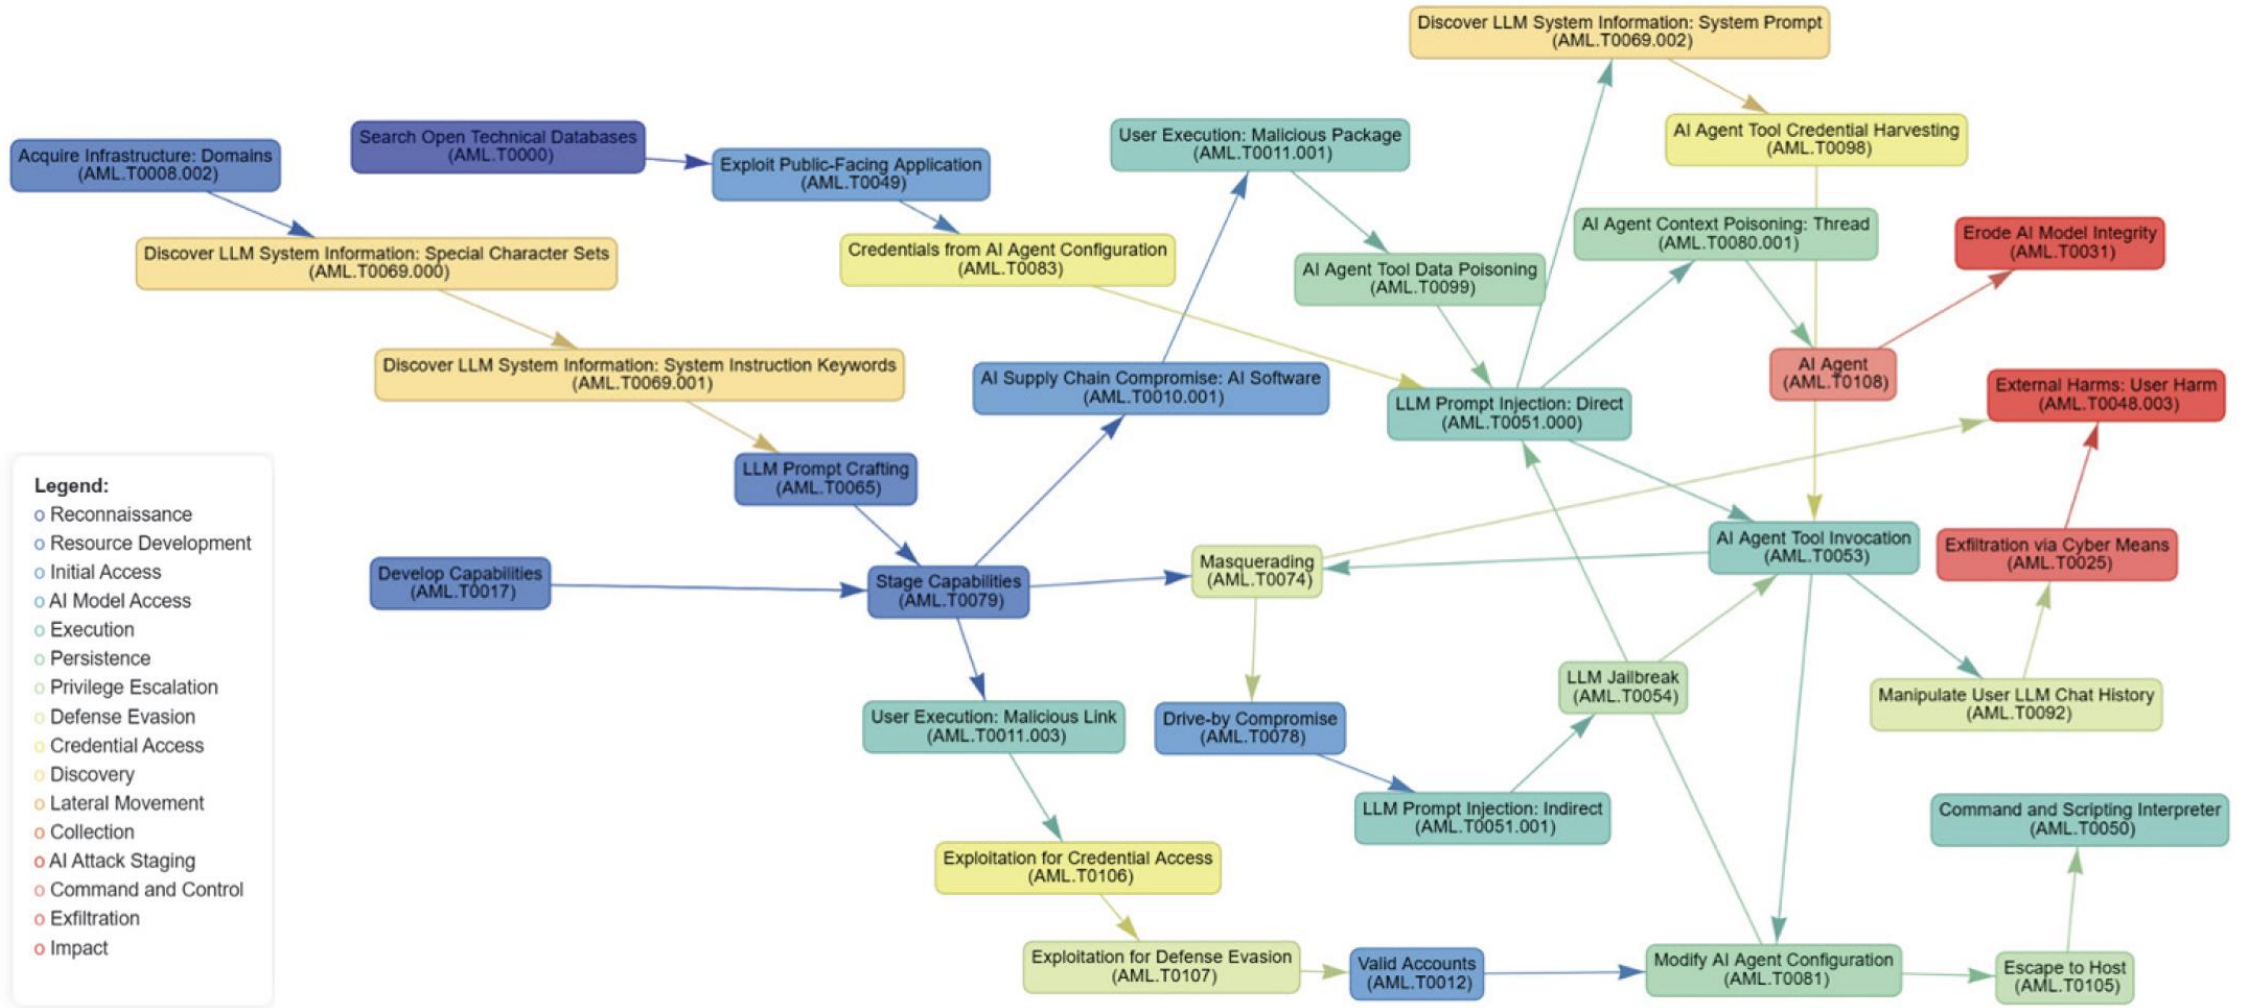 Discover LLM System Information: System Prompt
(AML.T0069.002)
Acquire Infrastructure: Domains
(AML.T0008.002)
Search Open Technical Databases
(AML.T0000)
Exploit Public-Facing Application
(AML.T0049)
User Execution: Malicious Package
(AML.T0011.001)
AI Agent Tool Credential Harvesting
(AML.T0098)
Discover LLM System Information: Special Character Sets
(AML.T0069.000)
Credentials from AI Agent Configuration
(AML.T0083)
AI Agent Tool Data Poisoning
(AML.T0099)
AI Agent Context Poisoning: Thread
(AML.T0080.001)
Erode AI Model Integrity
(AML.T0031)
Discover LLM System Information: System Instruction Keywords
(AML.T0069.001)
AI Supply Chain Compromise: AI Software
(AML.T0010.001)
LLM Prompt Injection: Direct
(AML.T0051.000)
AI Agent
(AML.T0108)
External Harms: User Harm
(AML.T0048.003)
LLM Prompt Crafting
(AML.T0065)
Develop Capabilities
(AML.T0017)
Stage Capabilities
(AML.T0079)
Masquerading
(AML.T0074)
AI Agent Tool Invocation
(AML.T0053)
Exfiltration via Cyber Means
(AML.T0025)
User Execution: Malicious Link
(AML.T0011.003)
Drive-by Compromise
(AML.T0078)
LLM Jailbreak
(AML.T0054)
Manipulate User LLM Chat History
(AML.T0092)
LLM Prompt Injection: Indirect
(AML.T0051.001)
Command and Scripting Interpreter
(AML.T0050)
Exploitation for Credential Access
(AML.T0106)
Exploitation for Defense Evasion
(AML.T0107)
Valid Accounts
(AML.T0012)
Modify AI Agent Configuration
(AML.T0081)
Escape to Host
(AML.T0105)
Legend:
Reconnaissance
Resource Development
Initial Access
AI Model Access
Execution
Persistence
Privilege Escalation
Defense Evasion
Credential Access
Discovery
Lateral Movement
Collection
AI Attack Staging
Command and Control
Exfiltration
Impact